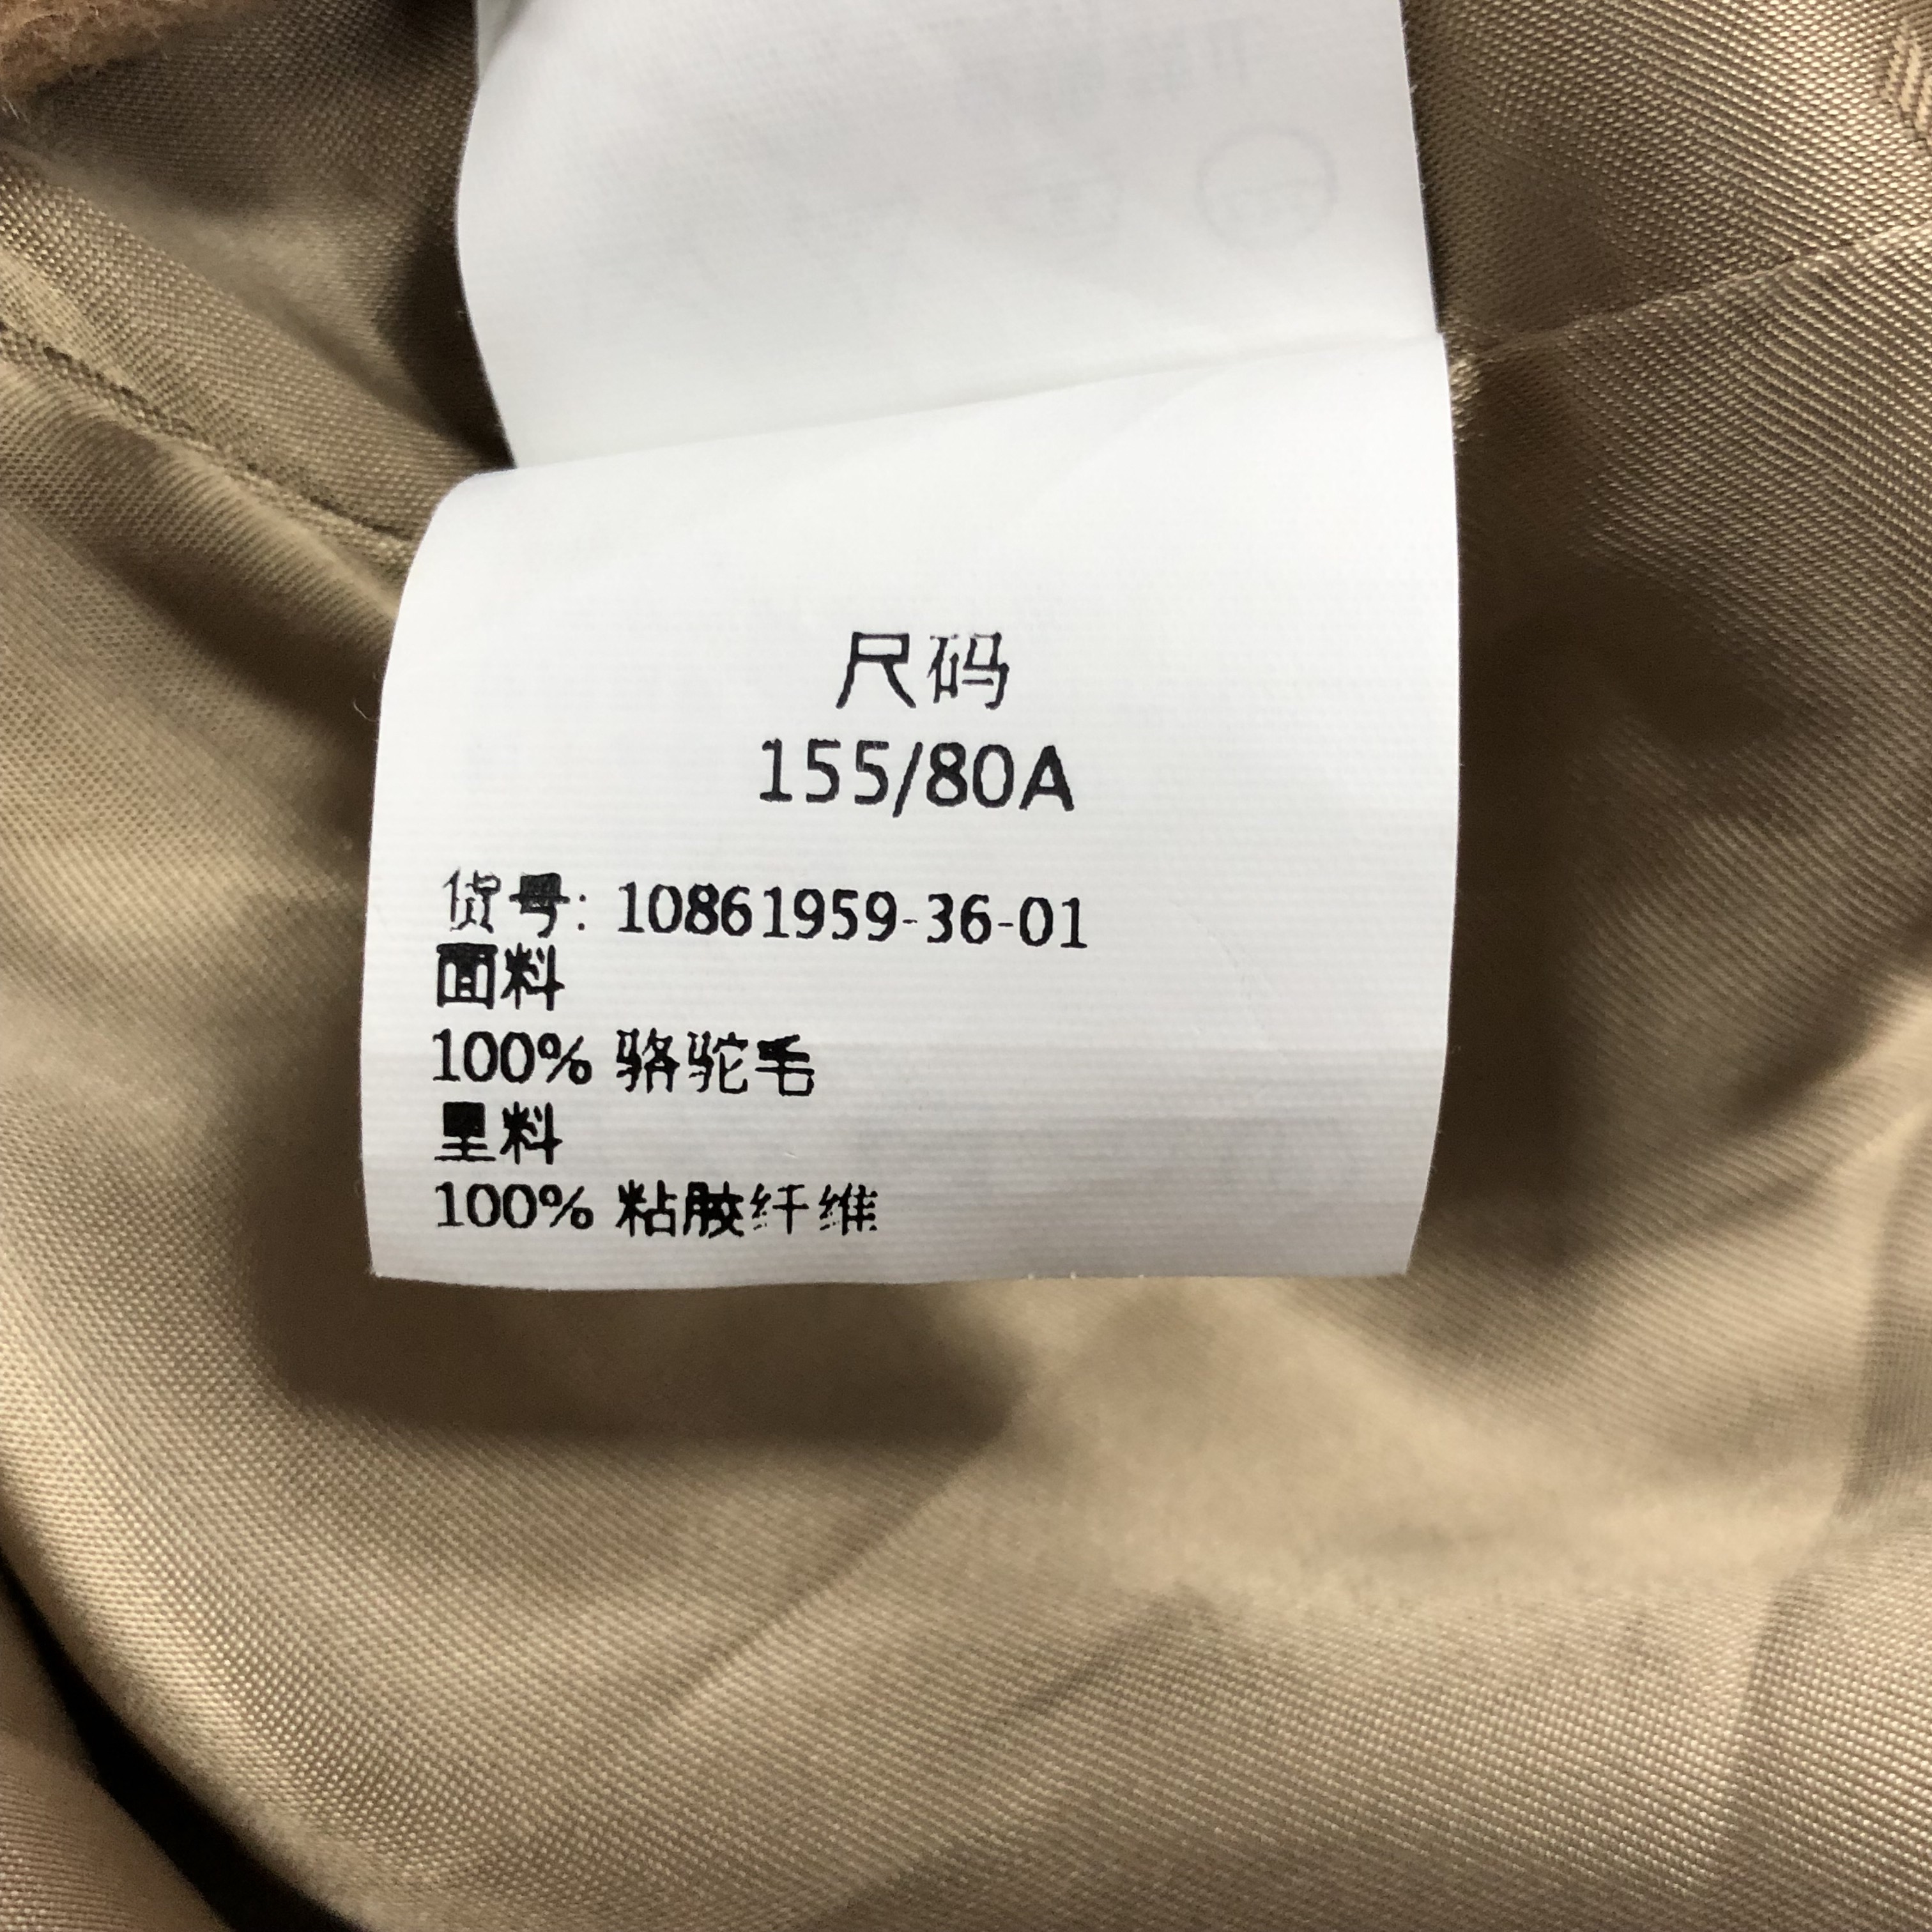 尺码
155/80A
货号: 10861959-36-01
面料
100% 骆驼毛
里料
100% 粘胶纤维